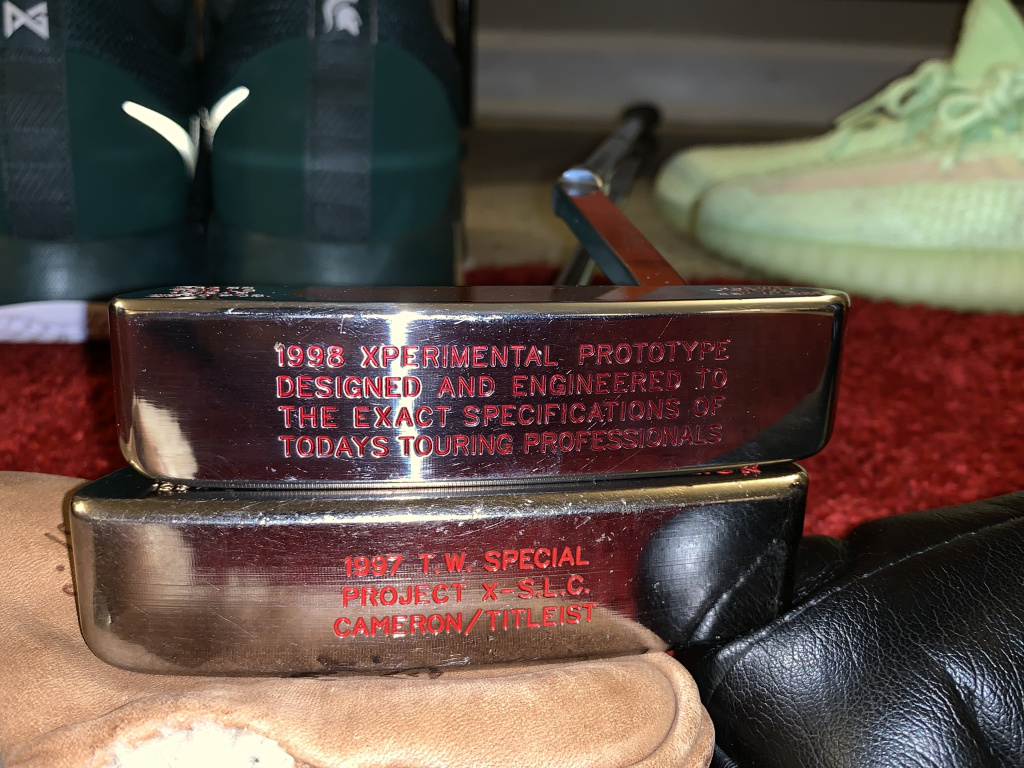 1998 XPERIMENTAL PROTOTYPE
DESIGNED AND ENGINEERED TO
THE EXACT SPECIFICATIONS OF
TODAYS TOURING PROFESSIONALS
1997 T.W. SPECIAL
PROJECT X-S.L.C.
CAMERON/TITLEIST